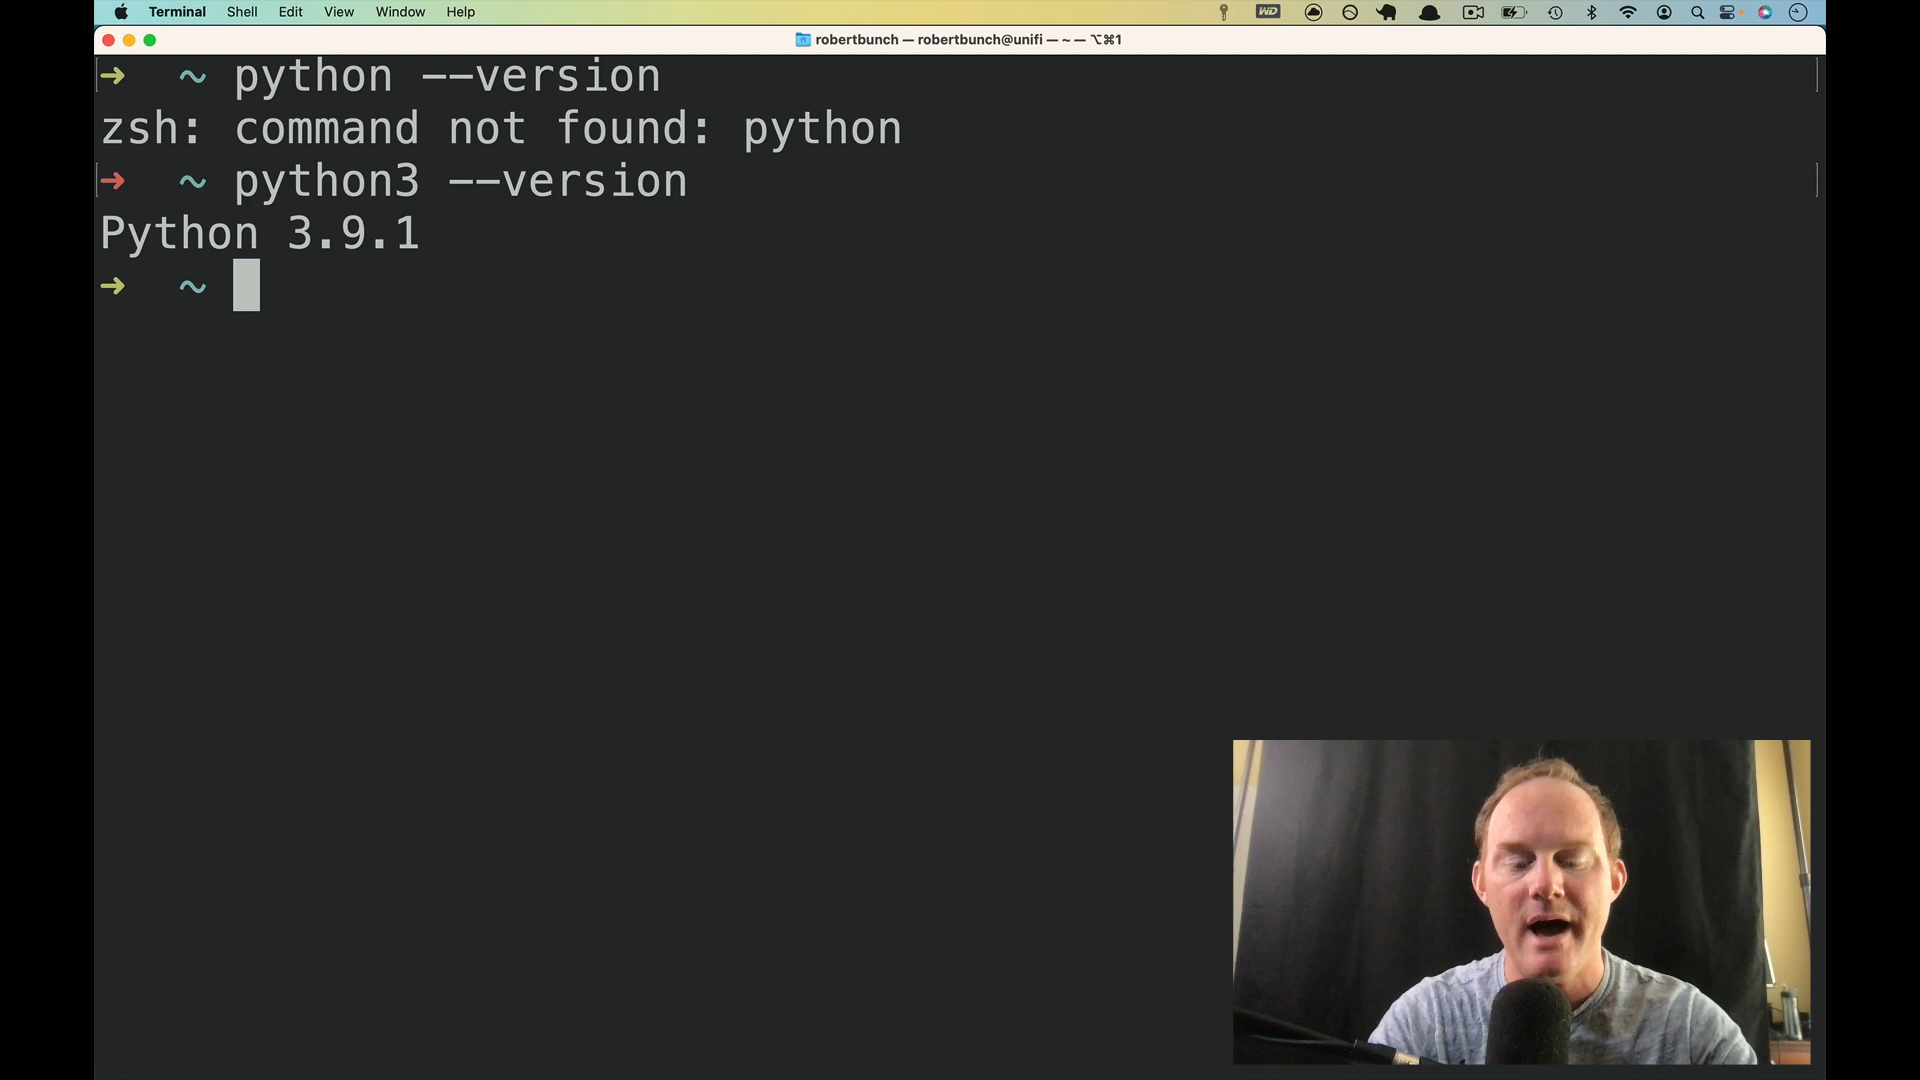 Terminal Shell Edit View Window Help WD
robertbunch — robertbunch@unifi — ~ — ⌥⌘1
➜ ~ python --version
zsh: command not found: python
➜ ~ python3 --version
Python 3.9.1
➜ ~